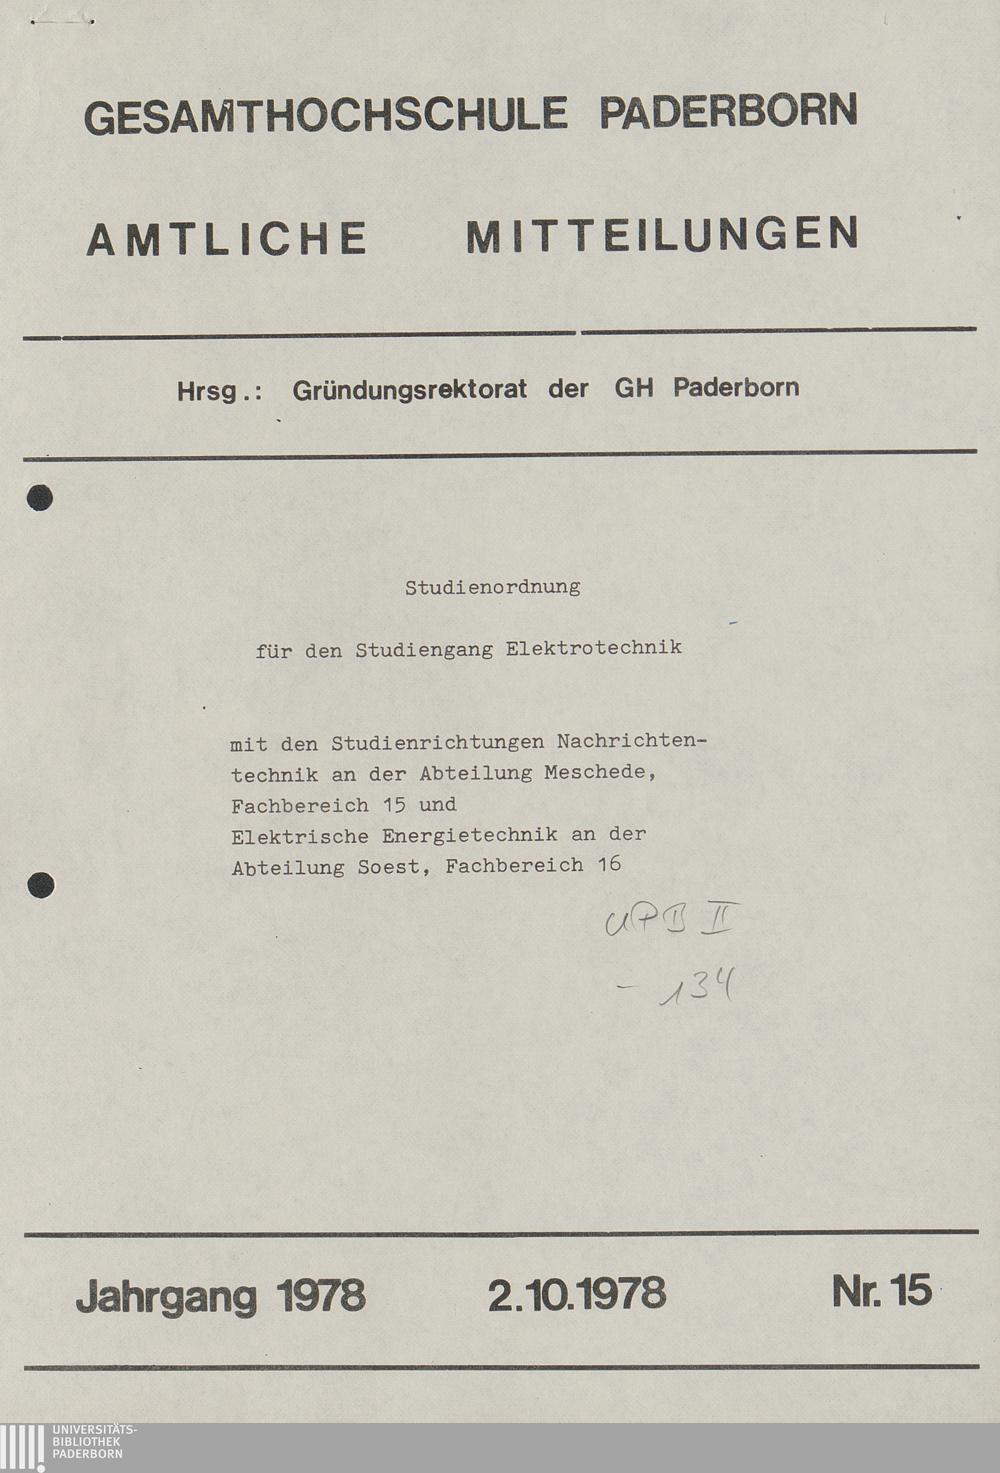 GESAMTHOCHSCHULE PADERBORN
AMTLICHE MITTEILUNGEN
Hrsg.: Gründungsrektorat der GH Paderborn
Studienordnung
für den Studiengang Elektrotechnik
mit den Studienrichtungen Nachrichten-
technik an der Abteilung Meschede,
Fachbereich 15 und
Elektrische Energietechnik an der
Abteilung Soest, Fachbereich 16
UPB II
- 134
Jahrgang 1978 2.10.1978 Nr. 15
UNIVERSITÄTS-
BIBLIOTHEK
PADERBORN